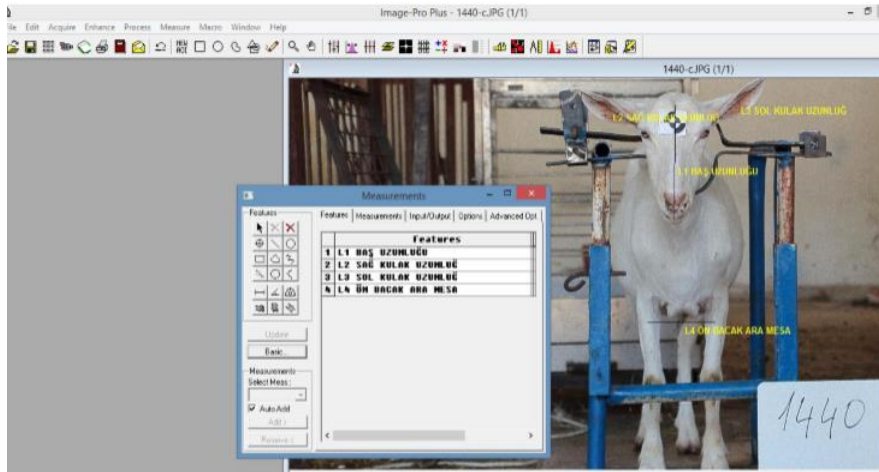 Image-Pro Plus - 1440-c.JPG (1/1)
File Edit Acquire Enhance Process Measure Macro Window Help
1440-c.JPG (1/1)
L2 SAĞ KULAK
L3 SOL KULAK UZUNLUĞ
L1 BAŞ UZUNLUĞU
L4 ÖN BACAK ARA MESA
1440
Measurements
Features
Features Measurements Input/Output Options Advanced Opt.
Features
1 L1 BAŞ UZUNLUĞU
2 L2 SAĞ KULAK UZUNLUĞ
3 L3 SOL KULAK UZUNLUĞ
4 L4 ÖN BACAK ARA MESA
Update
Basic...
Measurements
Select Meas.:
Auto Add
Add >
Remove <